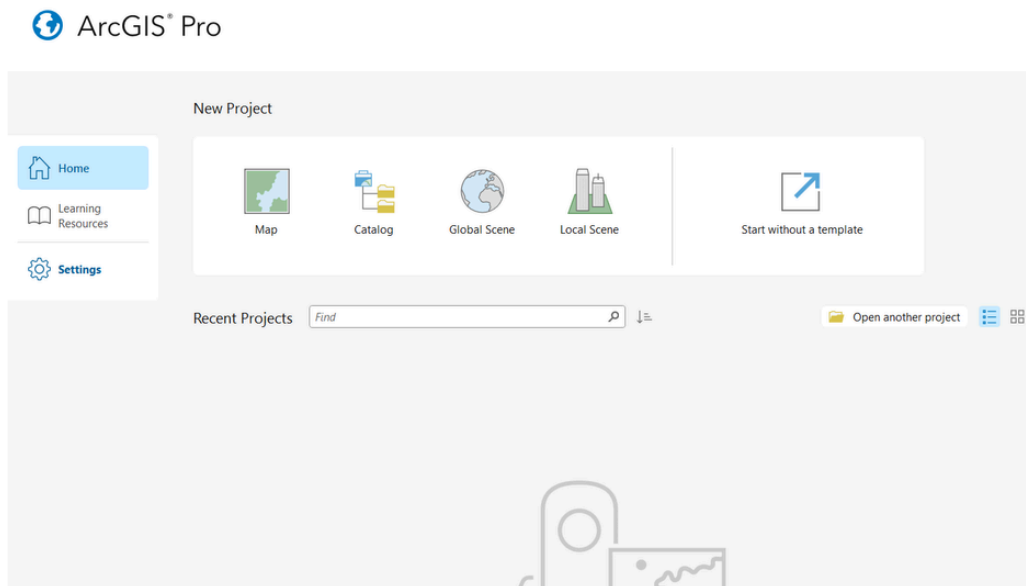 ArcGIS® Pro
New Project
Home
Learning
Resources
Settings
Map
Catalog
Global Scene
Local Scene
Start without a template
Recent Projects
Find
Open another project